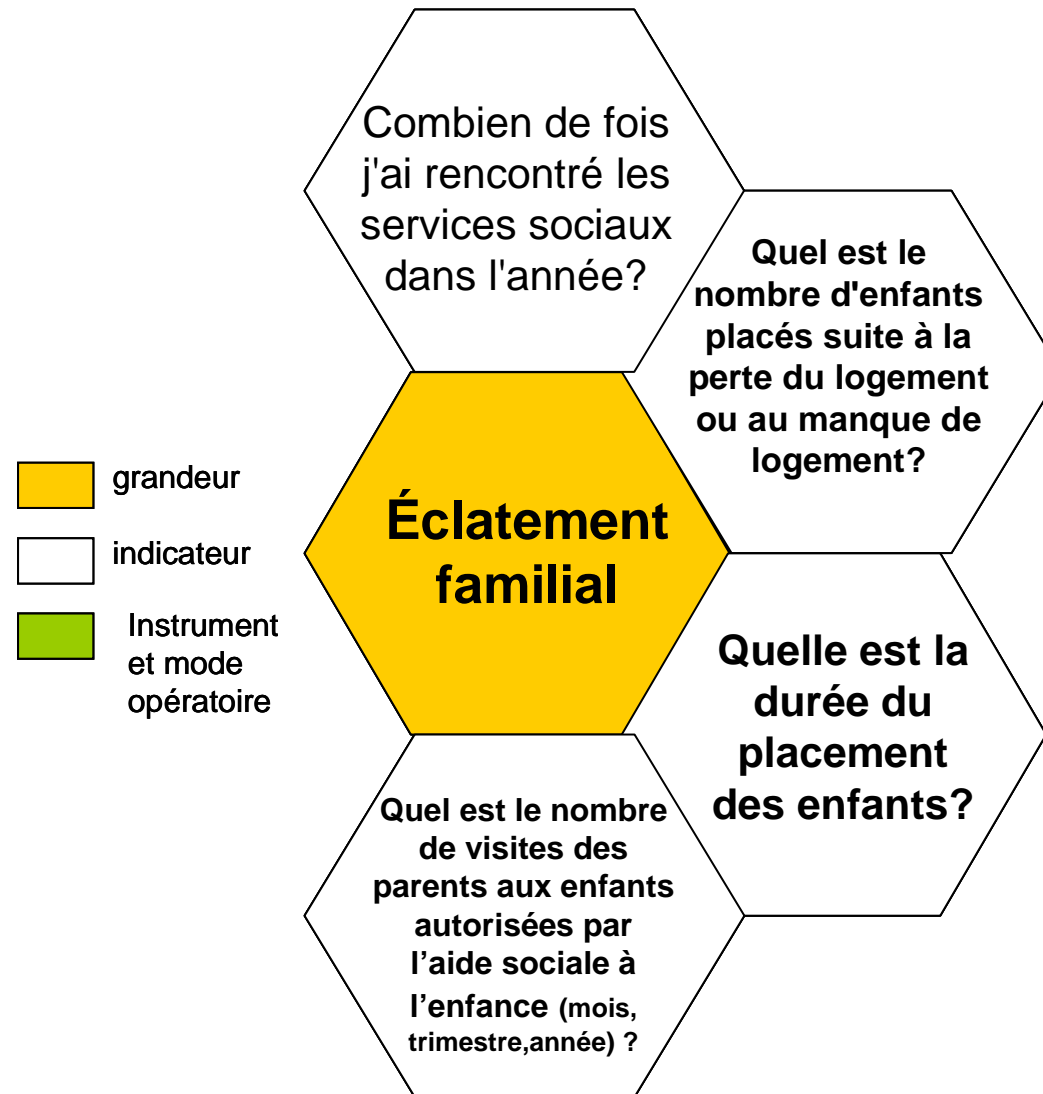 Combien de fois
j'ai rencontré les
services sociaux
dans l'année?
Quel est le
nombre d'enfants
placés suite à la
perte du logement
ou au manque de
logement?
grandeur
indicateur
Instrument
et mode
opératoire
Éclatement
familial
Quelle est la
durée du
placement
des enfants?
Quel est le nombre
de visites des
parents aux enfants
autorisées par
l’aide sociale à
l’enfance (mois,
trimestre,année) ?